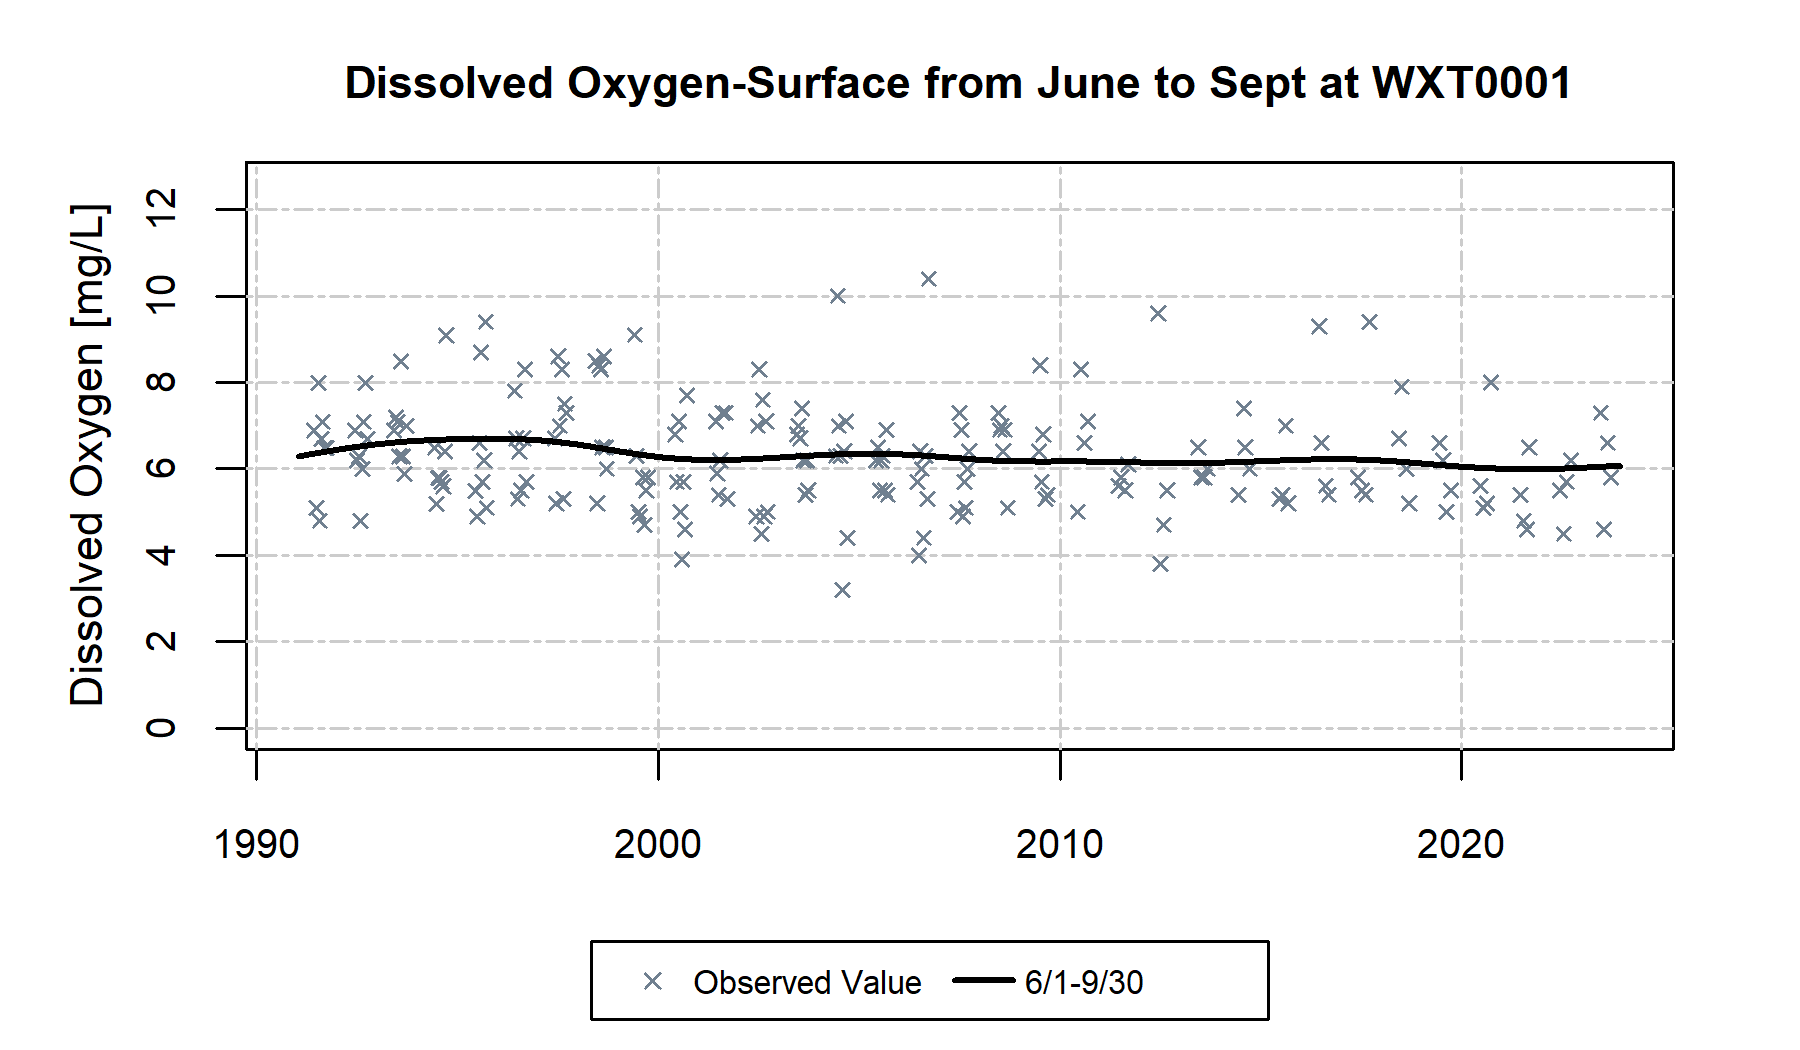 Dissolved Oxygen-Surface from June to Sept at WXT0001
Dissolved Oxygen [mg/L]
12
10
8
6
4
2
0
1990 2000 2010 2020
Observed Value 6/1-9/30